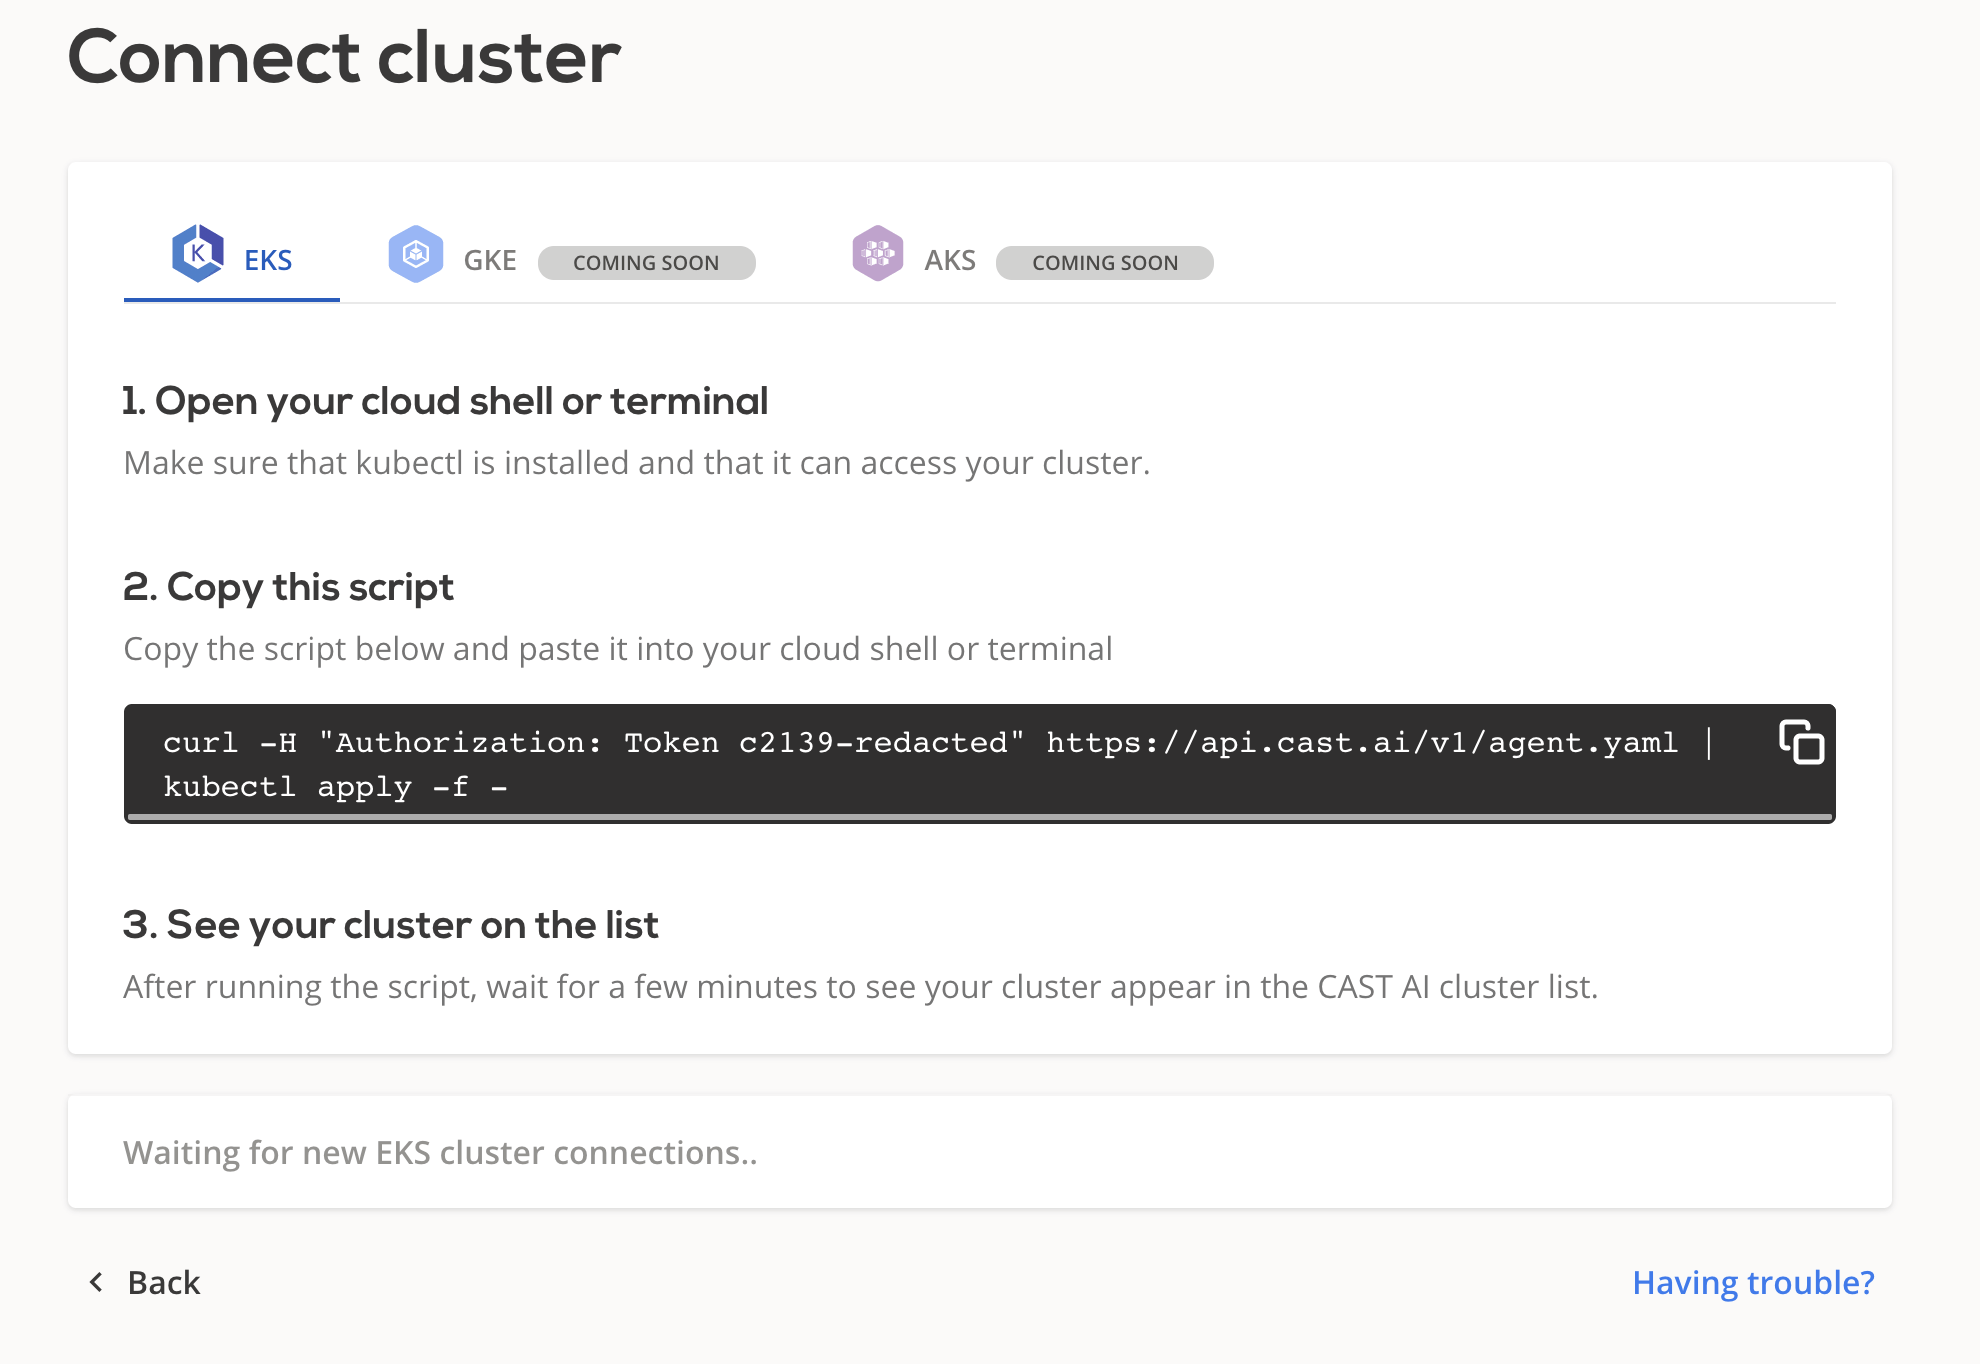 Connect cluster
EKS GKE COMING SOON AKS COMING SOON
1. Open your cloud shell or terminal
Make sure that kubectl is installed and that it can access your cluster.
2. Copy this script
Copy the script below and paste it into your cloud shell or terminal
curl -H "Authorization: Token c2139-redacted" https://api.cast.ai/v1/agent.yaml |
kubectl apply -f -
3. See your cluster on the list
After running the script, wait for a few minutes to see your cluster appear in the CAST AI cluster list.
Waiting for new EKS cluster connections..
Back
Having trouble?